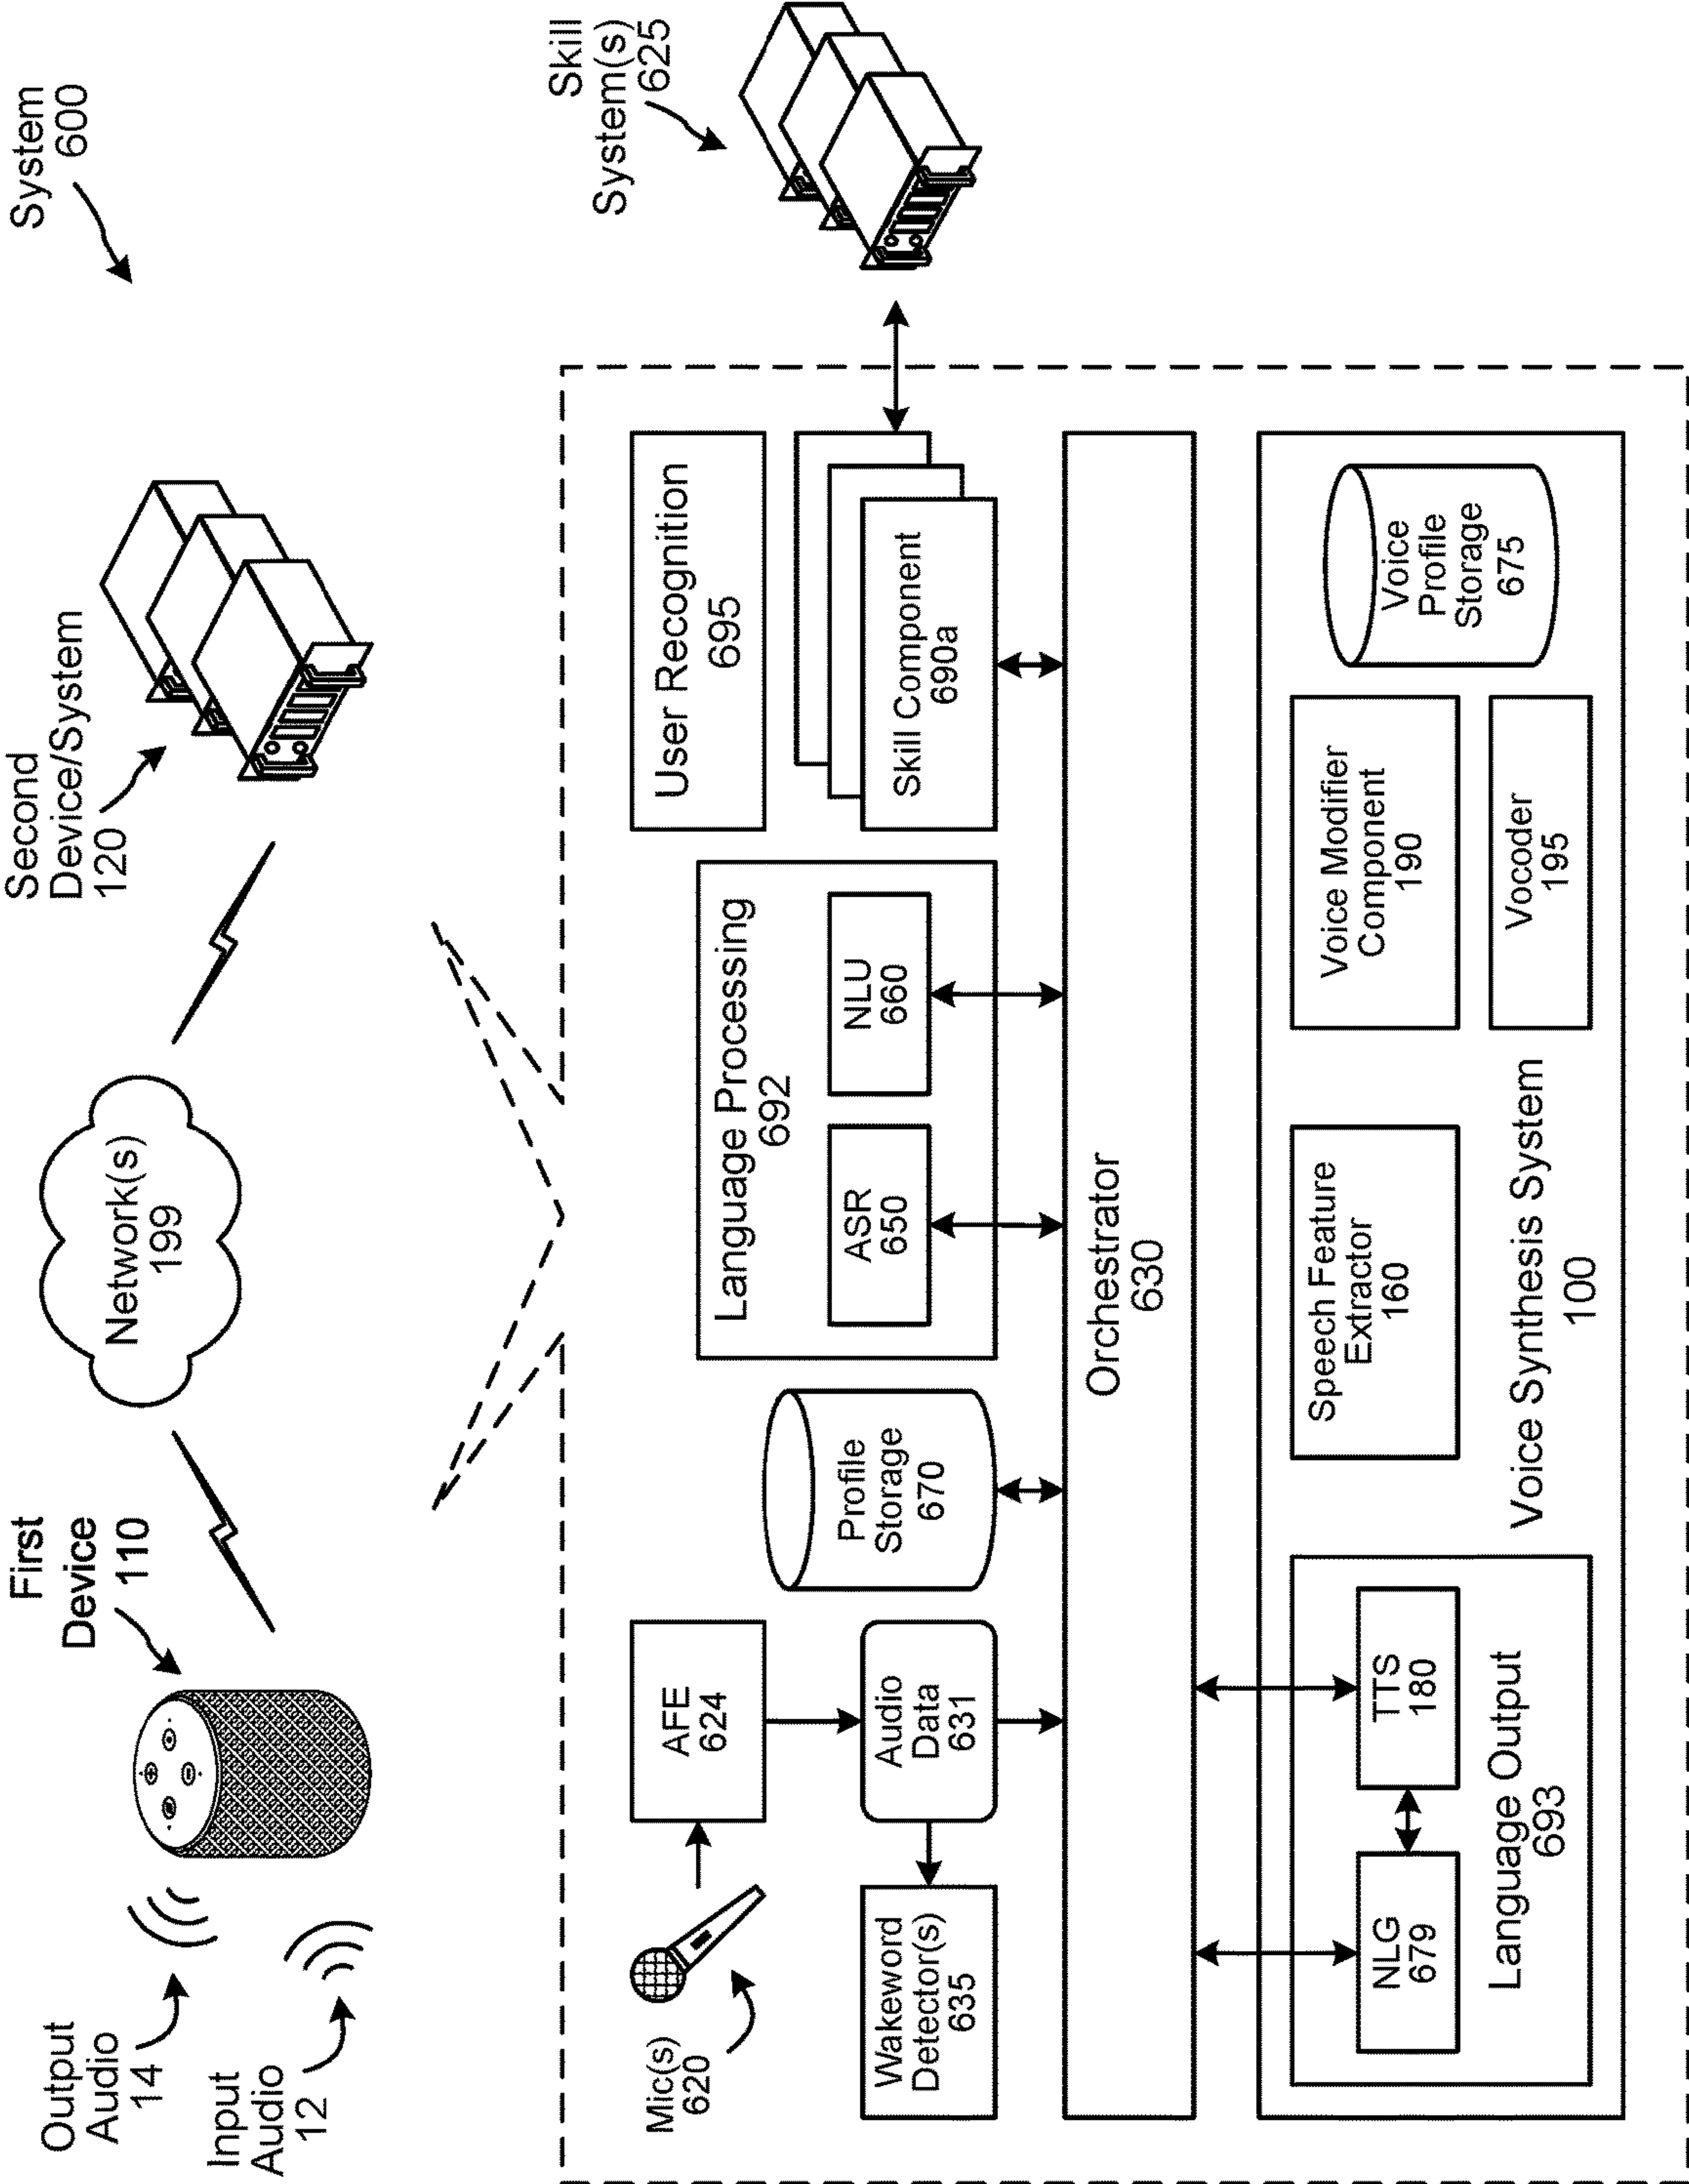 System
600
Output
Audio
14
Input
Audio
12
First
Device
110
Network(s)
199
Second
Device/System
120
Skill
System(s)
625
Mic(s)
620
AFE
624
Audio
Data
631
Wakeword
Detector(s)
635
Profile
Storage
670
Language Processing
692
ASR
650
NLU
660
User Recognition
695
Skill Component
690a
Orchestrator
630
NLG
679
TTS
180
Language Output
693
Speech Feature
Extractor
160
Voice Modifier
Component
190
Vocoder
195
Voice
Profile
Storage
675
Voice Synthesis System
100